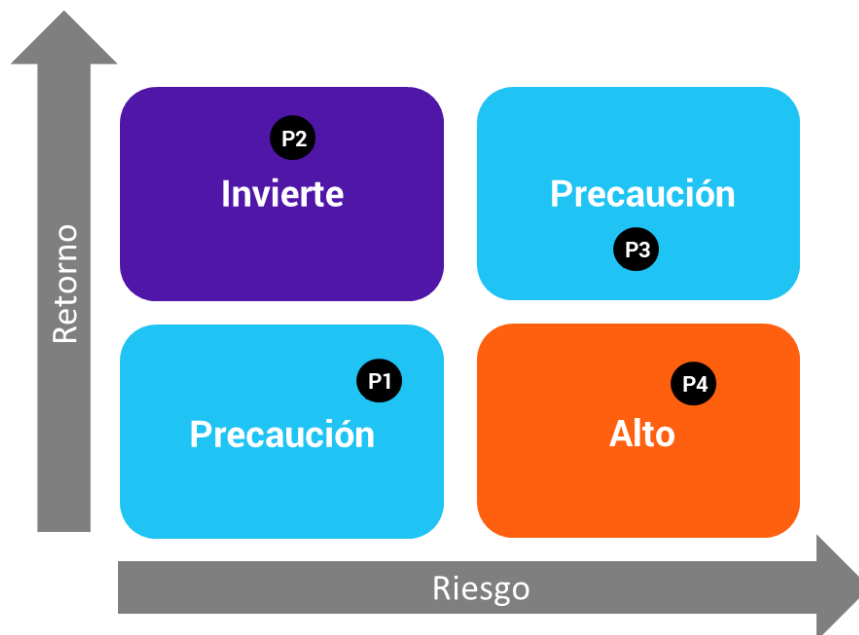 Retorno
P2
Invierte
Precaución
P3
P1
Precaución
P4
Alto
Riesgo